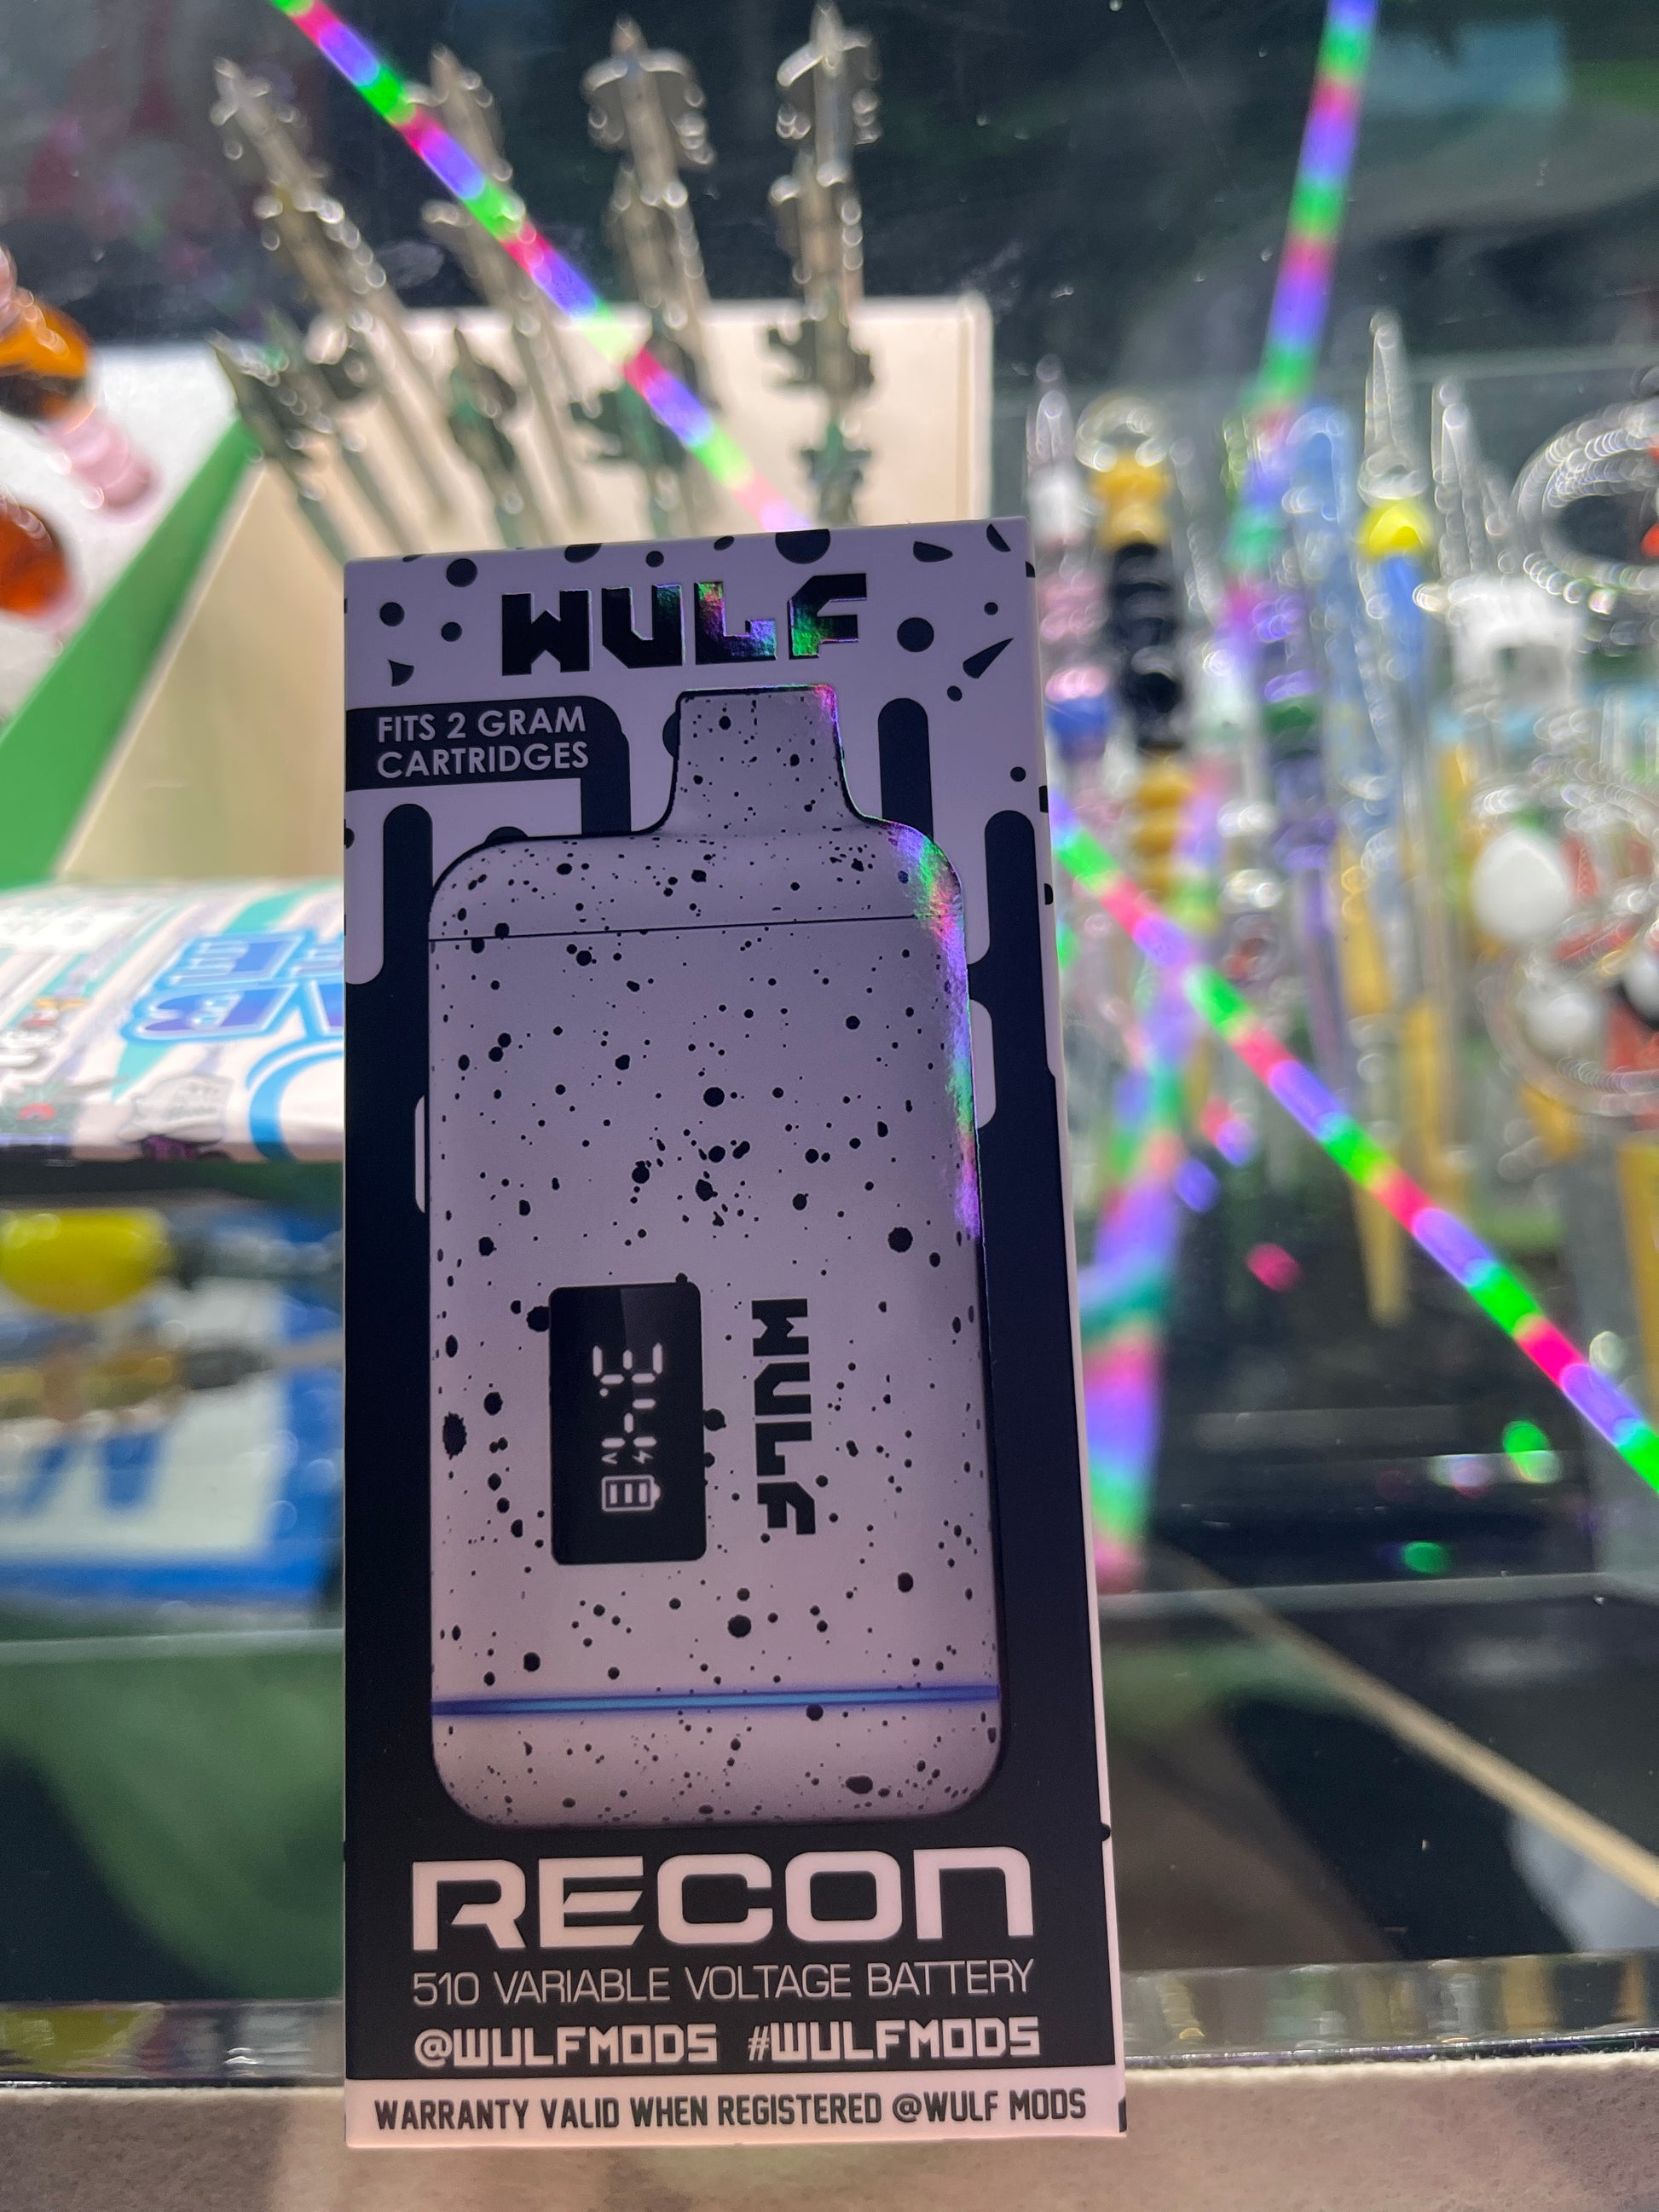 WULF
FITS 2 GRAM
CARTRIDGES
WULF
RECON
510 VARIABLE VOLTAGE BATTERY
@WULFMODS #WULFMODS
WARRANTY VALID WHEN REGISTERED @WULF MODS